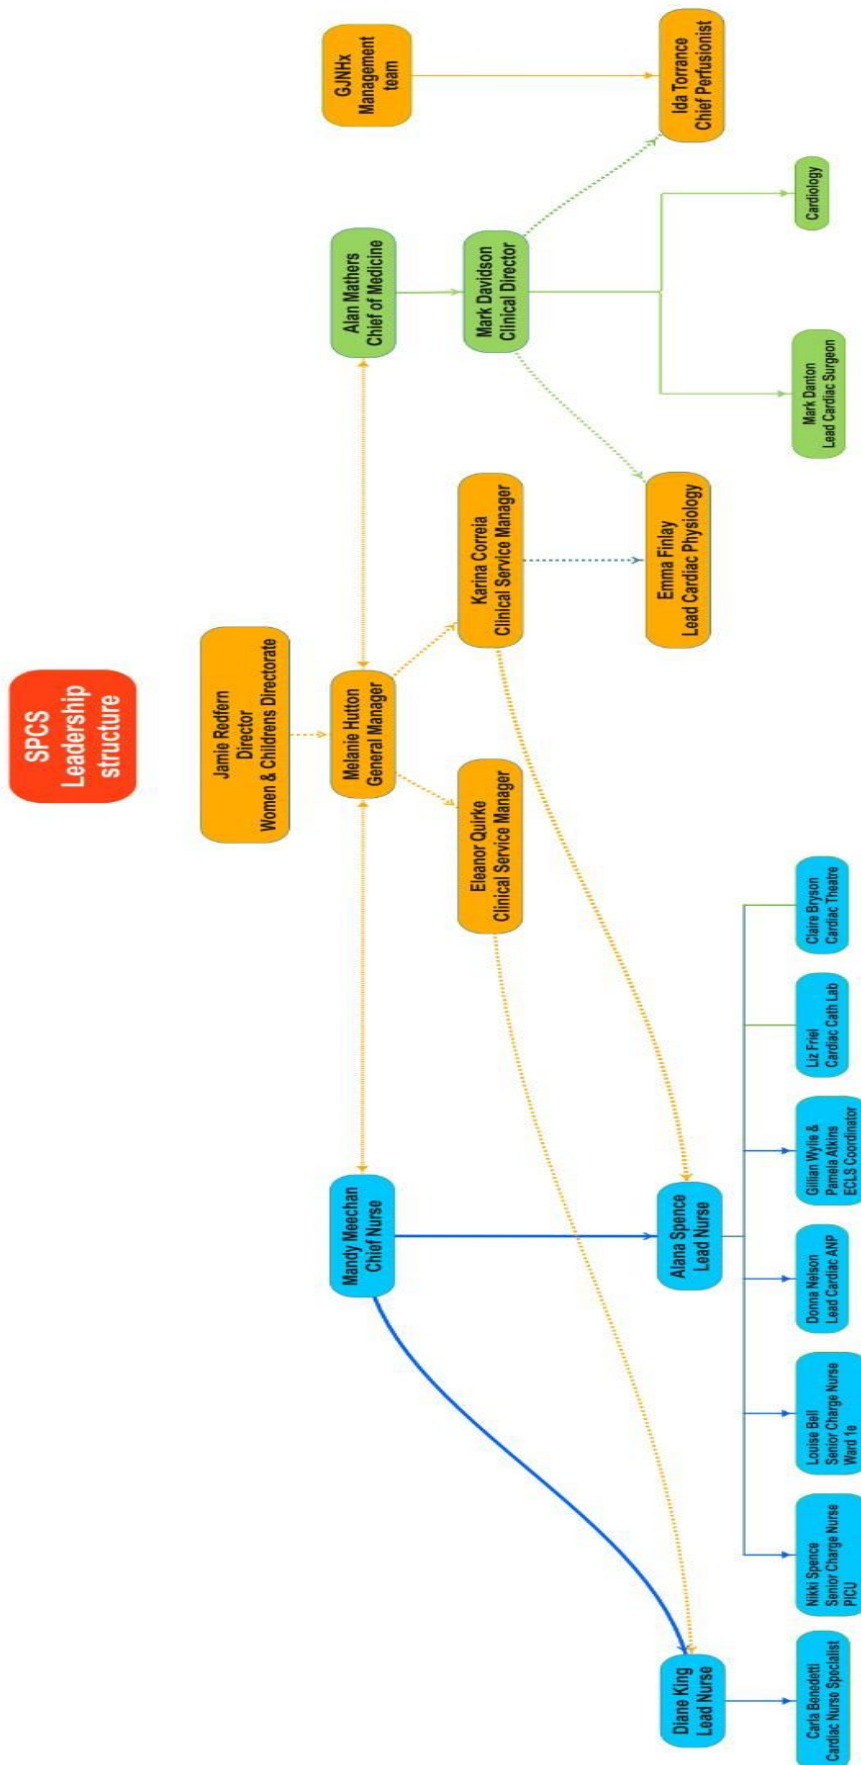 SPCS
Leadership
structure
Jamie Redfern
Director
Women & Childrens Directorate
Mandy Meechan
Chief Nurse
Melanie Hutton
General Manager
Alan Mathers
Chief of Medicine
GJNHx
Management
team
Eleanor Quirke
Clinical Service Manager
Karina Correia
Clinical Service Manager
Mark Davidson
Clinical Director
Diane King
Lead Nurse
Alana Spence
Lead Nurse
Emma Finlay
Lead Cardiac Physiology
Ida Torrance
Chief Perfusionist
Carla Benedetti
Cardiac Nurse Specialist
Nikki Spence
Senior Charge Nurse
PICU
Louise Bell
Senior Charge Nurse
Ward 1e
Donna Nelson
Lead Cardiac ANP
Gillian Wylie &
Pamela Atkins
ECLS Coordinator
Liz Friel
Cardiac Cath Lab
Claire Bryson
Cardiac Theatre
Mark Danton
Lead Cardiac Surgeon
Cardiology